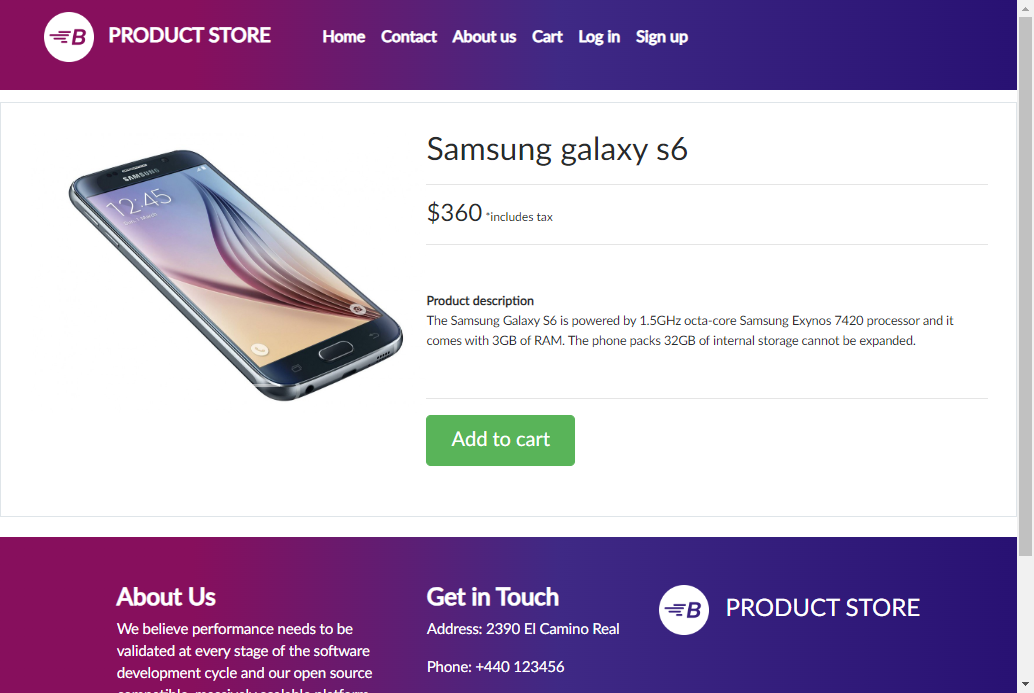 B PRODUCT STORE Home Contact About us Cart Log in Sign up
Samsung galaxy s6
SAMSUNG
12:45
$360 *includes tax
Product description
The Samsung Galaxy S6 is powered by 1.5GHz octa-core Samsung Exynos 7420 processor and it
comes with 3GB of RAM. The phone packs 32GB of internal storage cannot be expanded.
Add to cart
About Us
We believe performance needs to be
validated at every stage of the software
development cycle and our open source
compatible, massively scalable platform
Get in Touch
Address: 2390 El Camino Real
Phone: +440 123456
B PRODUCT STORE